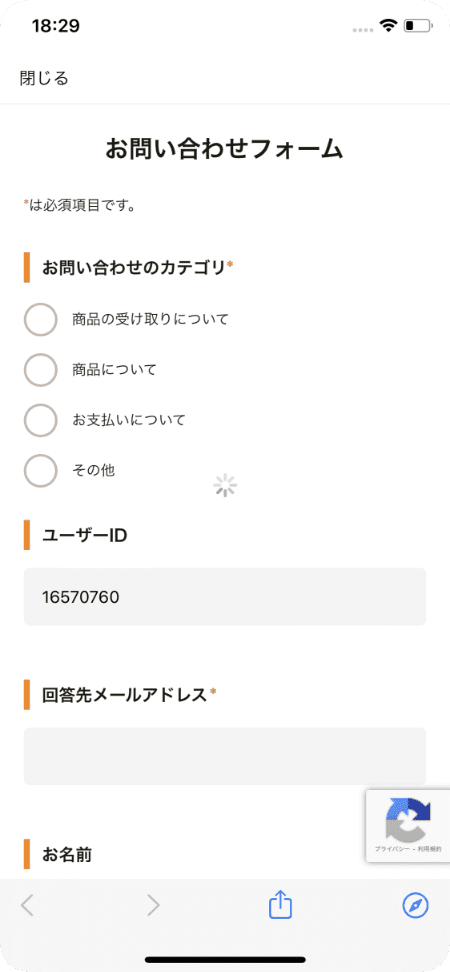 18:29
閉じる
お問い合わせフォーム
*は必須項目です。
お問い合わせのカテゴリ*
商品の受け取りについて
商品について
お支払いについて
その他
ユーザーID
16570760
回答先メールアドレス*
プライバシー - 利用規約
お名前